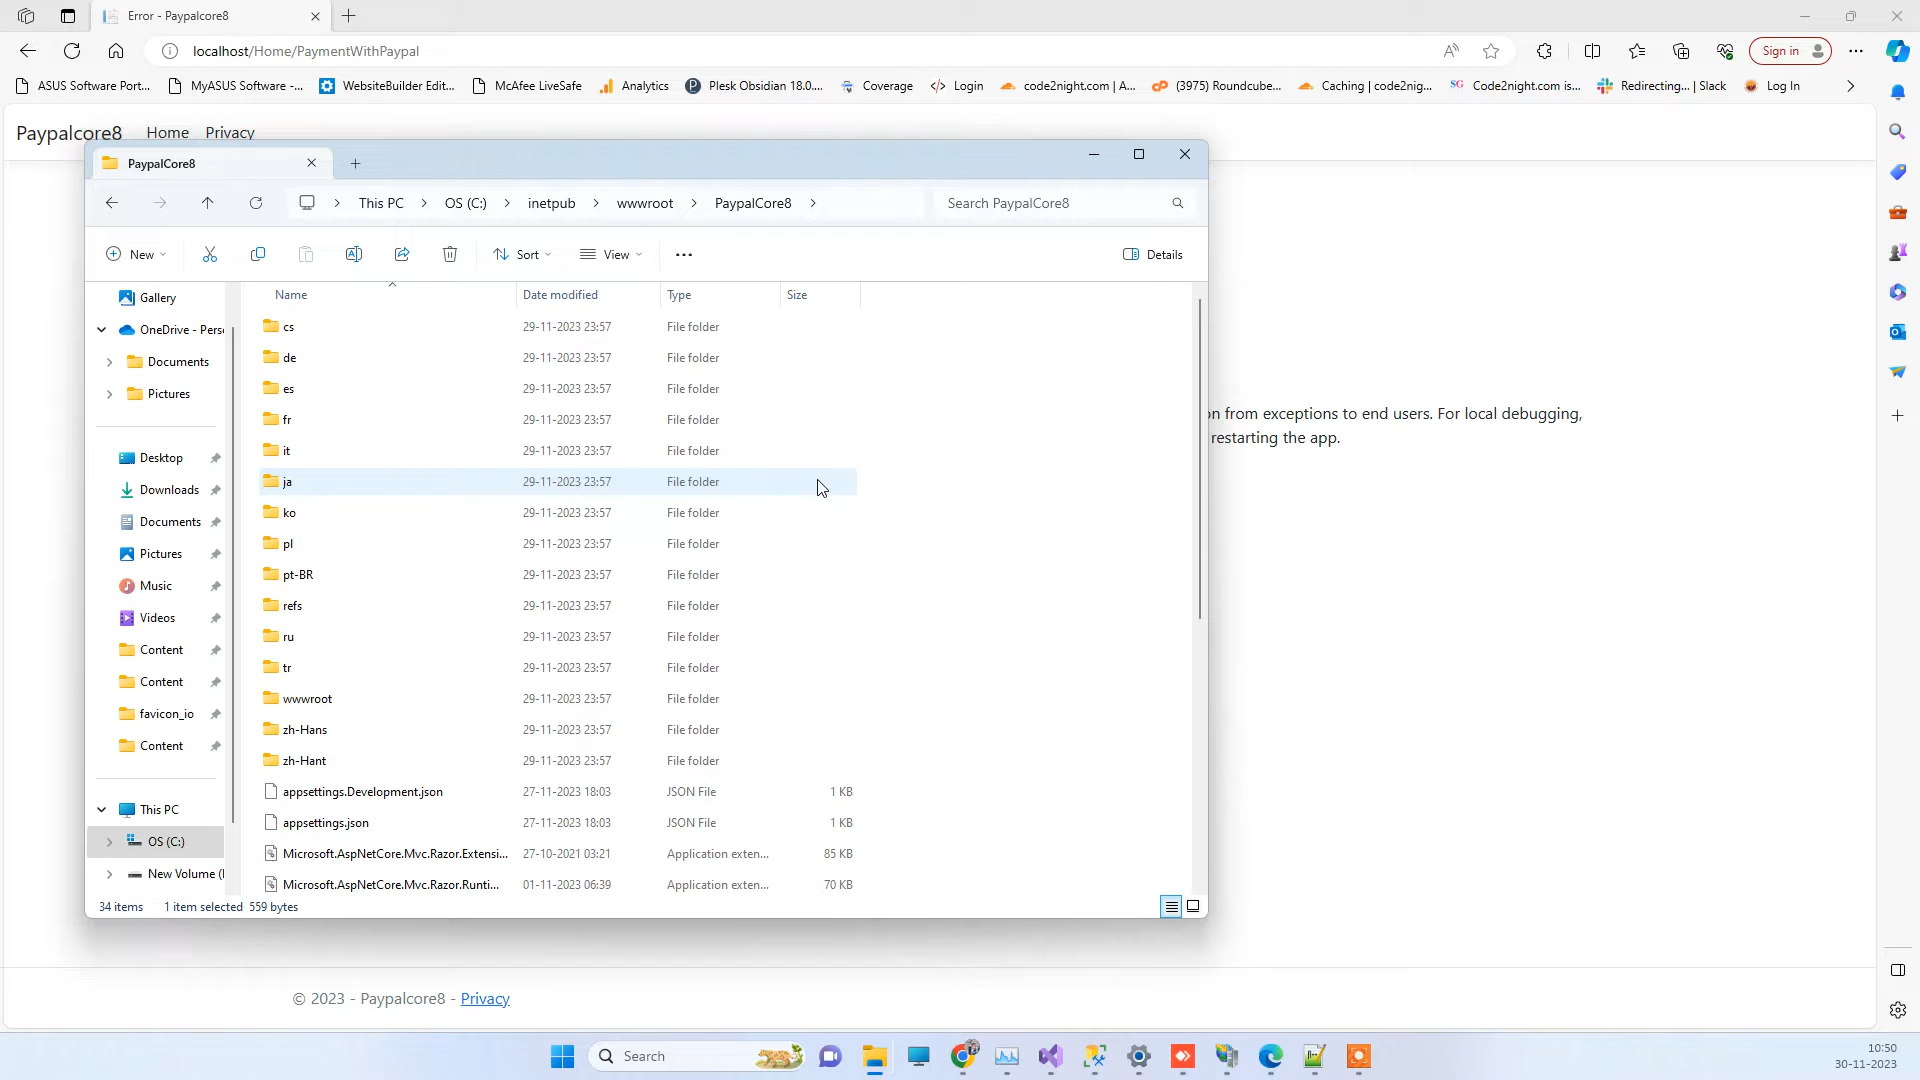 Error - Paypalcore8
localhost/Home/PaymentWithPaypal
Sign in
ASUS Software Port...
MyASUS Software -...
WebsiteBuilder Edit...
McAfee LiveSafe
Analytics
Plesk Obsidian 18.0....
Coverage
Login
code2night.com | A...
(3975) Roundcube...
Caching | code2nig...
Code2night.com is...
Redirecting... | Slack
Log In
Paypalcore8 Home Privacy
PaypalCore8
This PC > OS (C:) > inetpub > wwwroot > PaypalCore8 >
Search PaypalCore8
New
Sort
View
Details
Gallery
OneDrive - Pers
Documents
Pictures
Desktop
Downloads
Documents
Pictures
Music
Videos
Content
Content
favicon_io
Content
This PC
OS (C:)
New Volume (
Name Date modified Type Size
cs 29-11-2023 23:57 File folder
de 29-11-2023 23:57 File folder
es 29-11-2023 23:57 File folder
fr 29-11-2023 23:57 File folder
it 29-11-2023 23:57 File folder
ja 29-11-2023 23:57 File folder
ko 29-11-2023 23:57 File folder
pl 29-11-2023 23:57 File folder
pt-BR 29-11-2023 23:57 File folder
refs 29-11-2023 23:57 File folder
ru 29-11-2023 23:57 File folder
tr 29-11-2023 23:57 File folder
wwwroot 29-11-2023 23:57 File folder
zh-Hans 29-11-2023 23:57 File folder
zh-Hant 29-11-2023 23:57 File folder
appsettings.Development.json 27-11-2023 18:03 JSON File 1 KB
appsettings.json 27-11-2023 18:03 JSON File 1 KB
Microsoft.AspNetCore.Mvc.Razor.Extensi... 27-10-2021 03:21 Application exten... 85 KB
Microsoft.AspNetCore.Mvc.Razor.Runti... 01-11-2023 06:39 Application exten... 70 KB
34 items 1 item selected 559 bytes
n from exceptions to end users. For local debugging,
restarting the app.
© 2023 - Paypalcore8 - Privacy
Search
10:50
30-11-2023